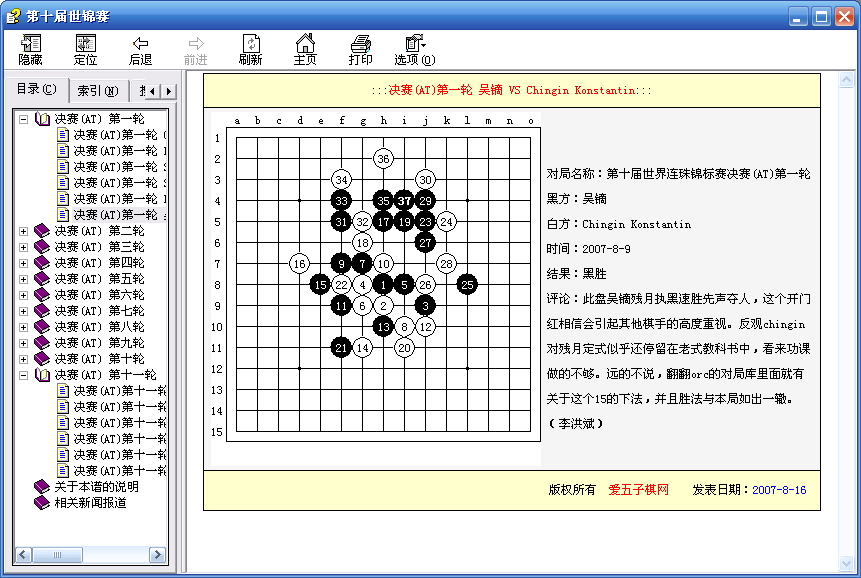 第十届世锦赛
隐藏 定位 后退 前进 刷新 主页 打印 选项(O)
目录(C) 索引(N)
决赛(AT) 第一轮
决赛(AT)第一轮
决赛(AT)第一轮
决赛(AT)第一轮
决赛(AT)第一轮
决赛(AT)第一轮
决赛(AT)第一轮
决赛(AT) 第二轮
决赛(AT) 第三轮
决赛(AT) 第四轮
决赛(AT) 第五轮
决赛(AT) 第六轮
决赛(AT) 第七轮
决赛(AT) 第八轮
决赛(AT) 第九轮
决赛(AT) 第十轮
决赛(AT) 第十一轮
决赛(AT)第十一轮
决赛(AT)第十一轮
决赛(AT)第十一轮
决赛(AT)第十一轮
决赛(AT)第十一轮
决赛(AT)第十一轮
关于本谱的说明
相关新闻报道
:::决赛(AT)第一轮 吴镝 VS Chingin Konstantin:::
a b c d e f g h i j k l m n o
1
2 36
3 34 30
4 33 35 37 29
5 31 32 17 19 23 24
6 18 27
7 16 9 7 10 28
8 15 22 4 1 5 26 25
9 11 6 2 3
10 13 8 12
11 21 14 20
12
13
14
15
对局名称：第十届世界连珠锦标赛决赛(AT)第一轮
黑方：吴镝
白方：Chingin Konstantin
时间：2007-8-9
结果：黑胜
评论：此盘吴镝残月执黑速胜先声夺人，这个开门
红相信会引起其他棋手的高度重视。反观chingin
对残月定式似乎还停留在老式教科书中，看来功课
做的不够。远的不说，翻翻orc的对局库里面就有
关于这个15的下法，并且胜法与本局如出一辙。
（李洪斌）
版权所有 爱五子棋网 发表日期：2007-8-16